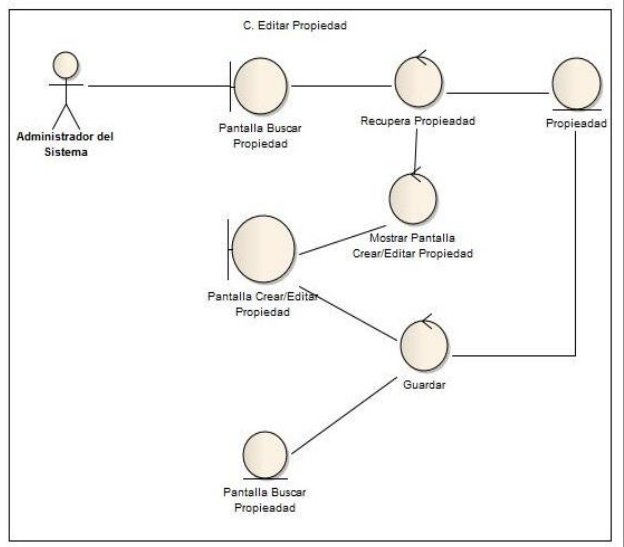 C. Editar Propiedad
Administrador del
Sistema
Pantalla Buscar
Propiedad
Recupera Propieadad
Propieadad
Mostrar Pantalla
Crear/Editar Propiedad
Pantalla Crear/Editar
Propiedad
Guardar
Pantalla Buscar
Propieadad